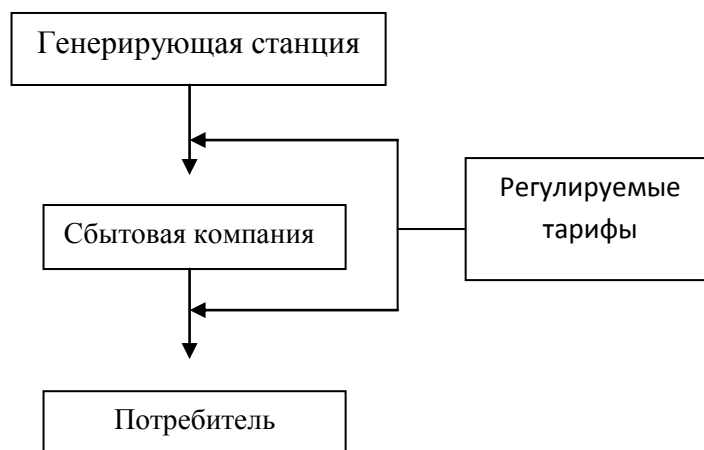 Генерирующая станция
Сбытовая компания
Регулируемые
тарифы
Потребитель